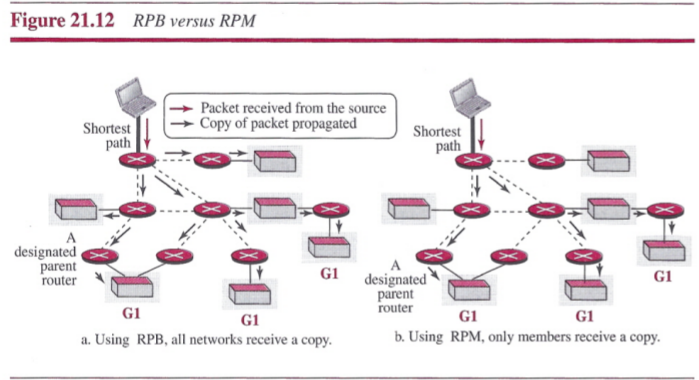 Figure 21.12 RPB versus RPM
Packet received from the source
Copy of packet propagated
Shortest
path
A
designated
parent
router
G1
G1
G1
a. Using RPB, all networks receive a copy.
Shortest
path
A
designated
parent
router
G1
G1
G1
b. Using RPM, only members receive a copy.